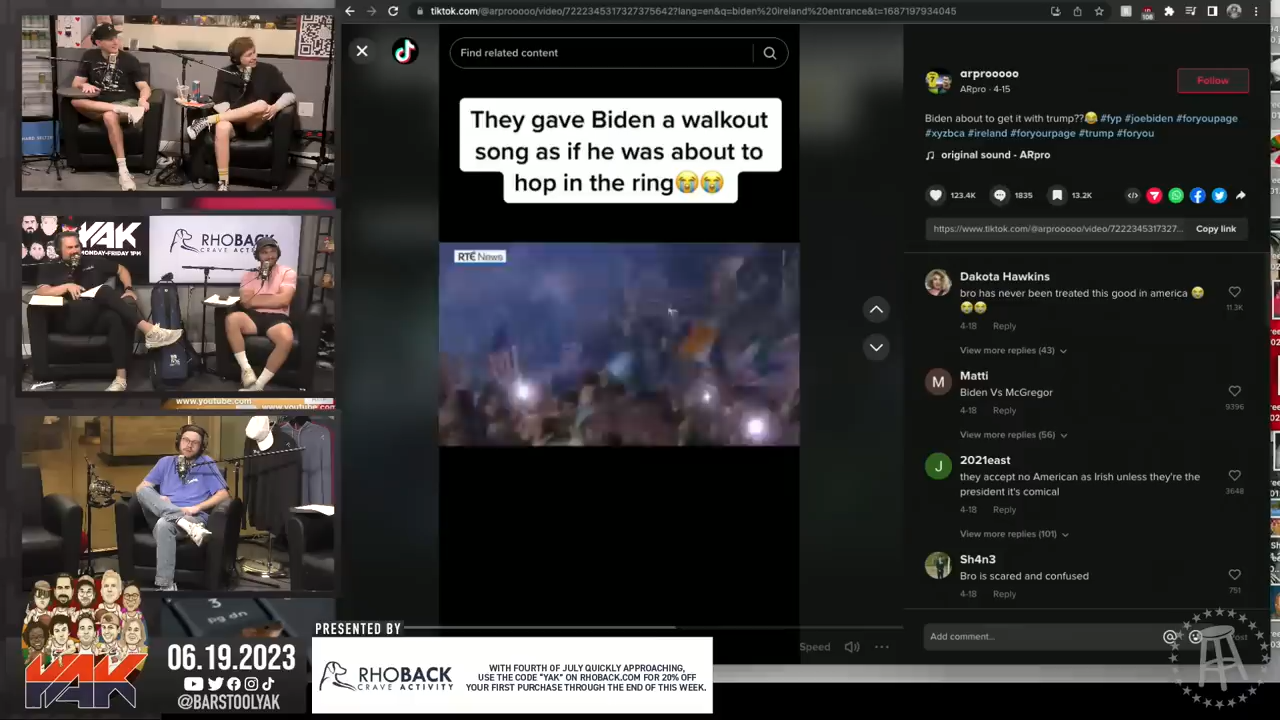 tiktok.com/@arprooooo/video/7222345317327375642?lang=en&q=biden%20ireland%20entrance&t=1687197934045
108
Find related content
They gave Biden a walkout
song as if he was about to
hop in the ring😭😭
RTÉ News
arprooooo
ARpro · 4-15
Follow
Biden about to get it with trump??😂 #fyp #joebiden #foryoupage
#xyzbca #ireland #foryourpage #trump #foryou
original sound - ARpro
123.4K
1835
13.2K
https://www.tiktok.com/@arprooooo/video/7222345317327...
Copy link
Dakota Hawkins
bro has never been treated this good in america 😭
😭😭
4-18 Reply
11.3K
View more replies (43)
M
Matti
Biden Vs McGregor
4-18 Reply
9396
View more replies (56)
J
2021east
they accept no American as Irish unless they're the
president it's comical
4-18 Reply
3648
View more replies (101)
Sh4n3
Bro is scared and confused
4-18 Reply
751
Add comment...
Speed
YAK
MONDAY-FRIDAY 1PM
RHOBACK
CRAVE ACTIVITY
www.youtube.com
www.youtube.com
3
pg dn
YAK
06.19.2023
@BARSTOOLYAK
PRESENTED BY
RHOBACK
CRAVE ACTIVITY
WITH FOURTH OF JULY QUICKLY APPROACHING,
USE THE CODE "YAK" ON RHOBACK.COM FOR 20% OFF
YOUR FIRST PURCHASE THROUGH THE END OF THIS WEEK.